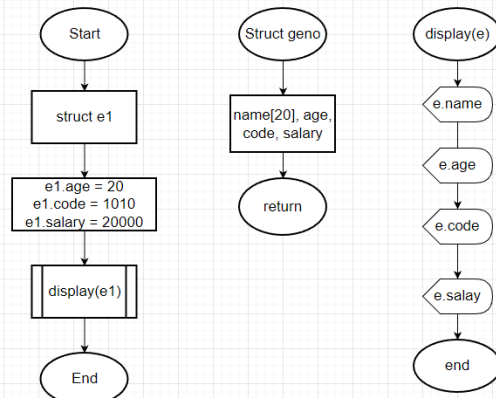 Start
struct e1
e1.age = 20
e1.code = 1010
e1.salary = 20000
display(e1)
End
Struct geno
name[20], age,
code, salary
return
display(e)
e.name
e.age
e.code
e.salay
end